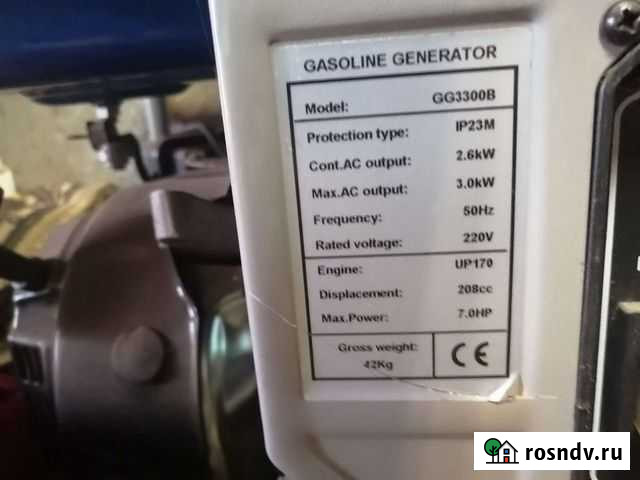 GASOLINE GENERATOR
Model: GG3300B
Protection type: IP23M
Cont.AC output: 2.6kW
Max.AC output: 3.0kW
Frequency: 50Hz
Rated voltage: 220V
Engine: UP170
Displacement: 208cc
Max.Power: 7.0HP
Gross weight:
42Kg
CE
rosndv.ru